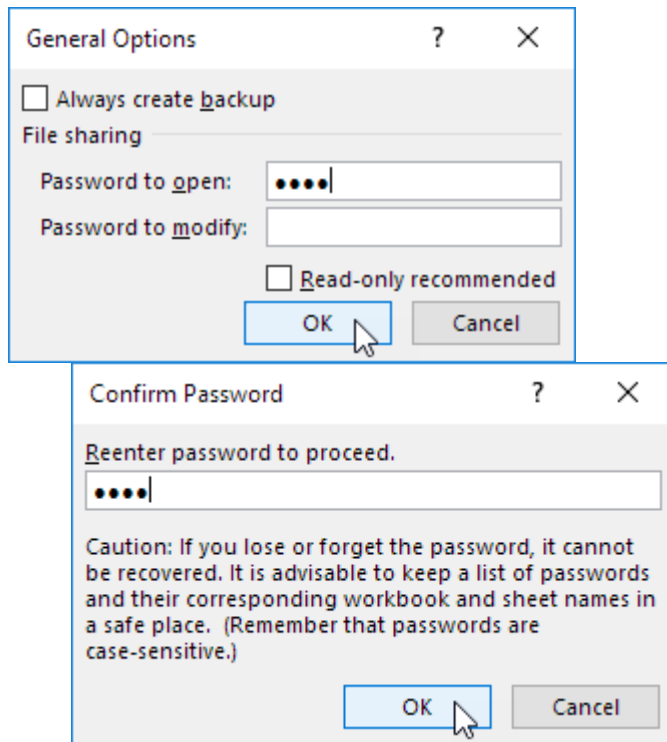 General Options ? ×
Always create backup
File sharing
Password to open: ••••
Password to modify:
Read-only recommended
OK Cancel
Confirm Password ? ×
Reenter password to proceed.
••••
Caution: If you lose or forget the password, it cannot
be recovered. It is advisable to keep a list of passwords
and their corresponding workbook and sheet names in
a safe place.  (Remember that passwords are
case-sensitive.)
OK Cancel